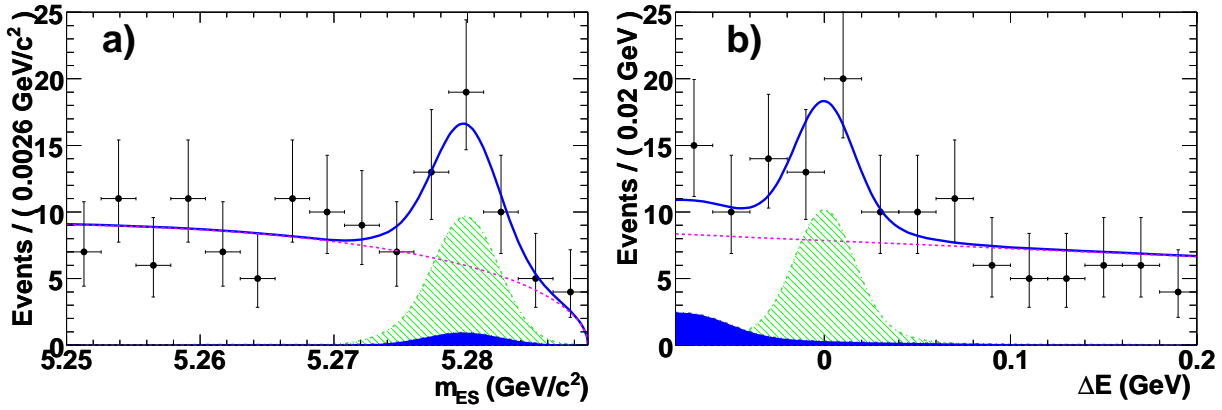 a)
Events / ( 0.0026 GeV/c²)
25
20
15
10
5
0
5.25 5.26 5.27 5.28
m_ES (GeV/c²)
b)
Events / ( 0.02 GeV)
25
20
15
10
5
0
0 0.1 0.2
ΔE (GeV)